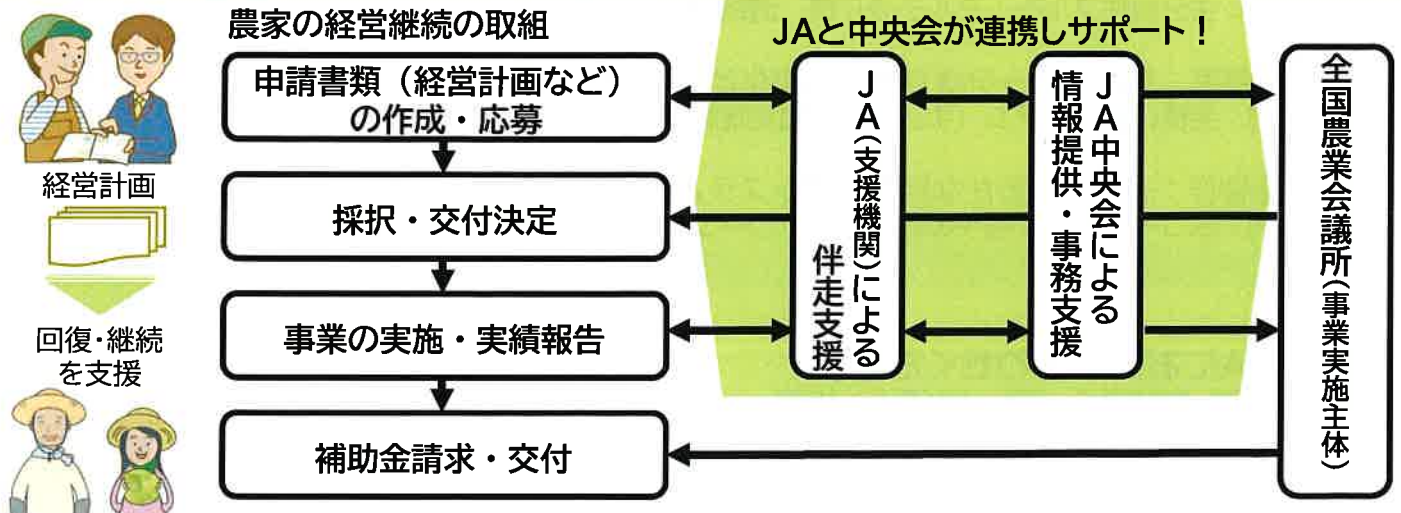 農家の経営継続の取組
JAと中央会が連携しサポート！
申請書類（経営計画など）
の作成・応募
採択・交付決定
事業の実施・実績報告
補助金請求・交付
経営計画
回復・継続
を支援
JA（支援機関）による
伴走支援
JA中央会による
情報提供・事務支援
全国農業会議所（事業実施主体）